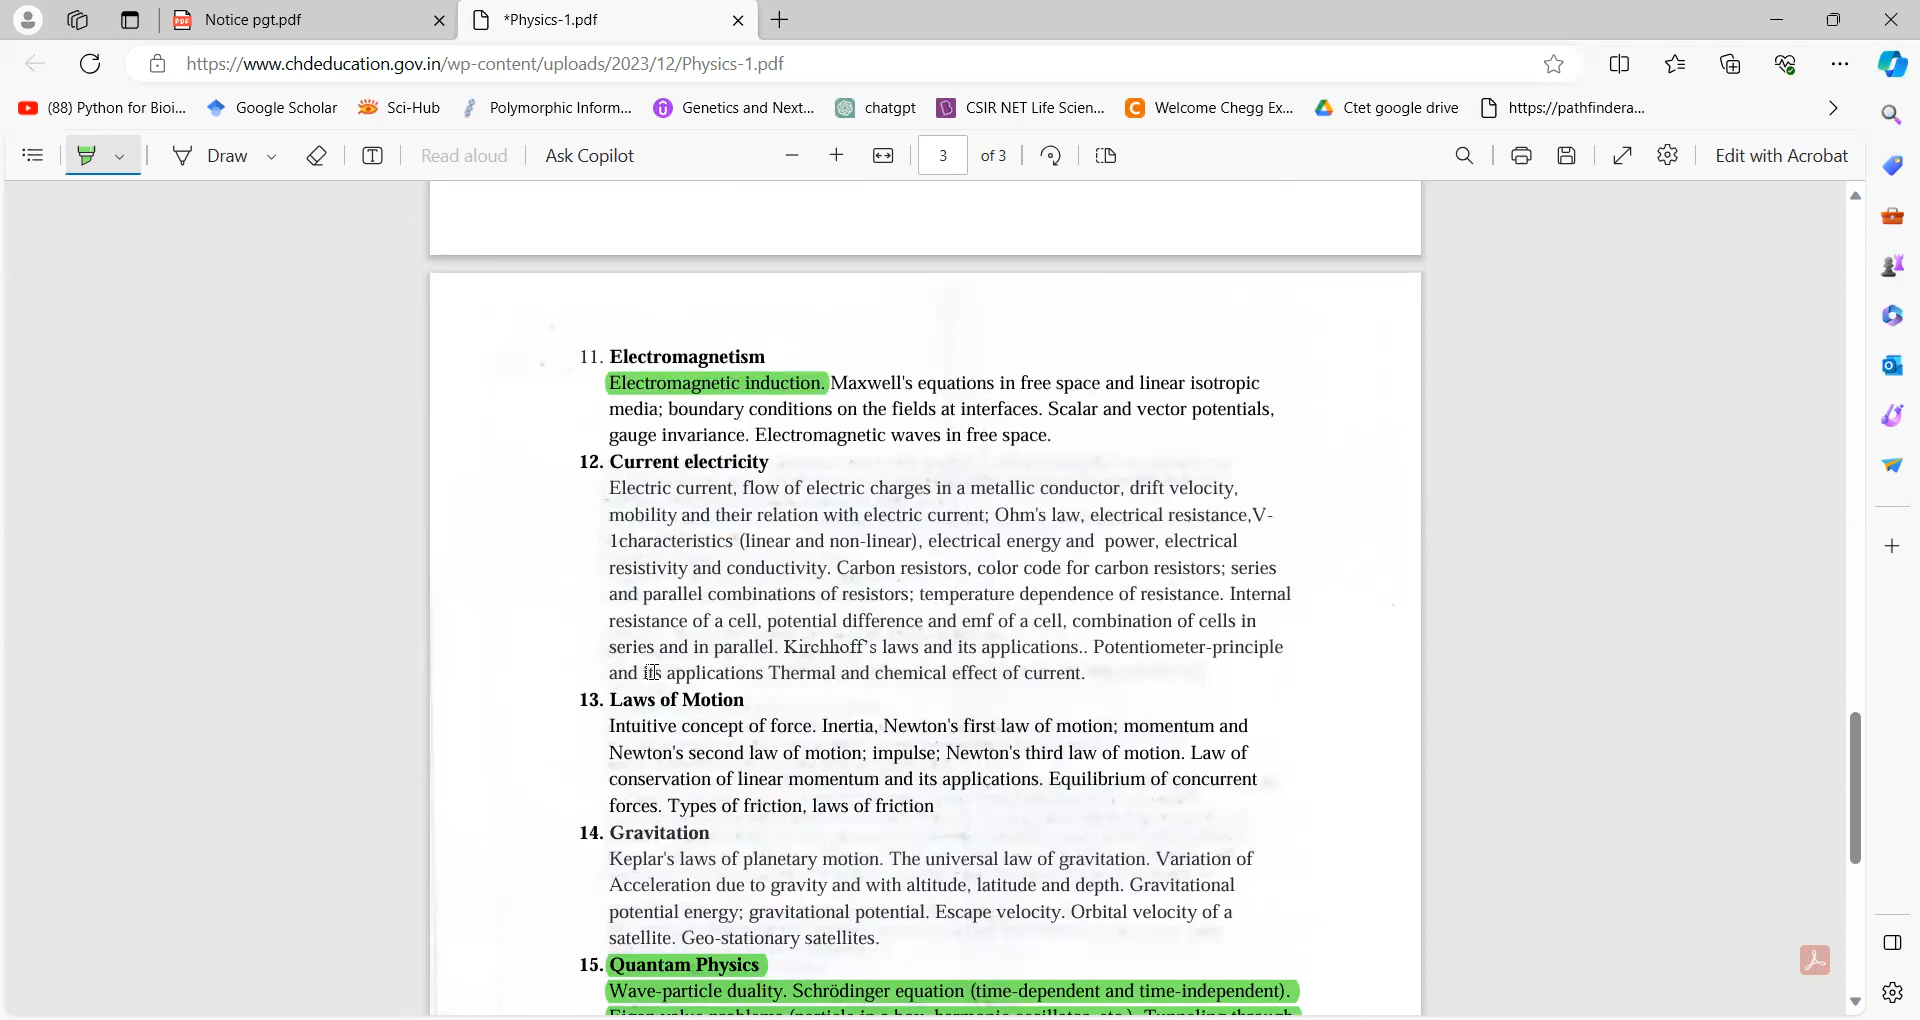 Notice pgt.pdf
*Physics-1.pdf
https://www.chdeducation.gov.in/wp-content/uploads/2023/12/Physics-1.pdf
(88) Python for Bioi...
Google Scholar
Sci-Hub
Polymorphic Inform...
Genetics and Next...
chatgpt
CSIR NET Life Scien...
Welcome Chegg Ex...
Ctet google drive
https://pathfindera...
Draw
Read aloud
Ask Copilot
3
of 3
Edit with Acrobat
11. Electromagnetism
Electromagnetic induction. Maxwell's equations in free space and linear isotropic
media; boundary conditions on the fields at interfaces. Scalar and vector potentials,
gauge invariance. Electromagnetic waves in free space.
12. Current electricity
Electric current, flow of electric charges in a metallic conductor, drift velocity,
mobility and their relation with electric current; Ohm's law, electrical resistance,V-
1characteristics (linear and non-linear), electrical energy and power, electrical
resistivity and conductivity. Carbon resistors, color code for carbon resistors; series
and parallel combinations of resistors; temperature dependence of resistance. Internal
resistance of a cell, potential difference and emf of a cell, combination of cells in
series and in parallel. Kirchhoff's laws and its applications.. Potentiometer-principle
and its applications Thermal and chemical effect of current.
13. Laws of Motion
Intuitive concept of force. Inertia, Newton's first law of motion; momentum and
Newton's second law of motion; impulse; Newton's third law of motion. Law of
conservation of linear momentum and its applications. Equilibrium of concurrent
forces. Types of friction, laws of friction
14. Gravitation
Keplar's laws of planetary motion. The universal law of gravitation. Variation of
Acceleration due to gravity and with altitude, latitude and depth. Gravitational
potential energy; gravitational potential. Escape velocity. Orbital velocity of a
satellite. Geo-stationary satellites.
15. Quantam Physics
Wave-particle duality. Schrödinger equation (time-dependent and time-independent).